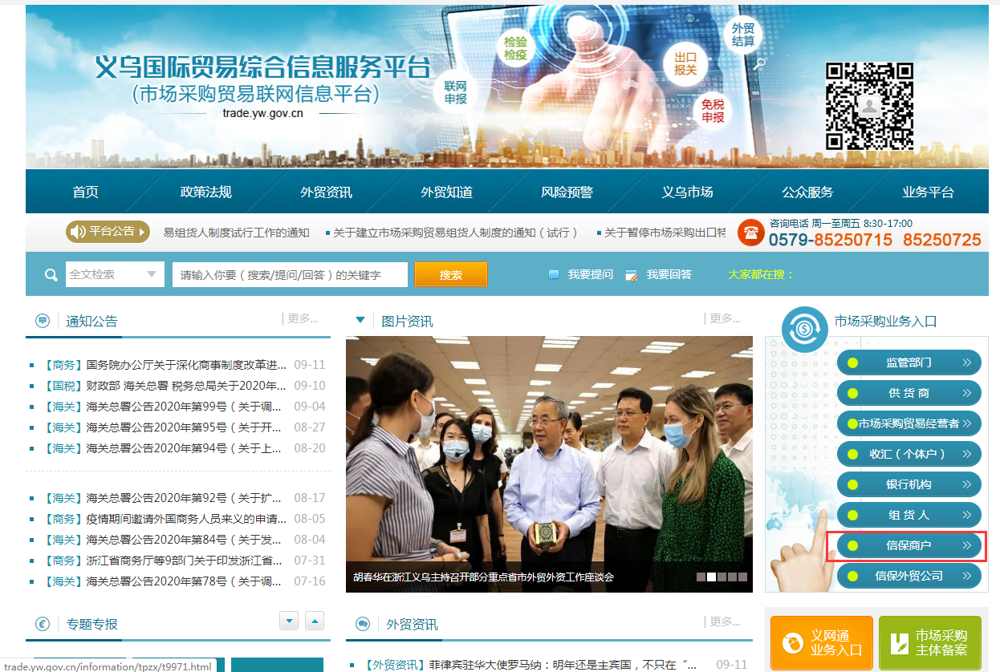 义乌国际贸易综合信息服务平台
(市场采购贸易联网信息平台)
trade.yw.gov.cn
联网
申报
检验
检疫
出口
报关
外贸
结算
免税
申报
首页 政策法规 外贸资讯 外贸知道 风险预警 义乌市场 公众服务 业务平台
平台公告 易组货人制度试行工作的通知 关于建立市场采购贸易组货人制度的通知（试行） 关于暂停市场采购出口特
咨询电话 周一至周五 8:30-17:00
0579-85250715 85250725
全文检索 请输入你要（搜索/提问/回答）的关键字 搜索 我要提问 我要回答 大家都在搜：
通知公告 |更多...
【商务】国务院办公厅关于深化商事制度改革进... 09-11
【国税】财政部 海关总署 税务总局关于2020年... 09-10
【海关】海关总署公告2020年第99号（关于调... 09-04
【海关】海关总署公告2020年第95号（关于开... 08-27
【海关】海关总署公告2020年第94号（关于上... 08-20
【海关】海关总署公告2020年第92号（关于扩... 08-17
【商务】疫情期间邀请外国商务人员来义的申请... 08-05
【海关】海关总署公告2020年第84号（关于发... 08-04
【商务】浙江省商务厅等9部门关于印发浙江省... 07-31
【海关】海关总署公告2020年第78号（关于调... 07-16
图片资讯 |更多...
胡春华在浙江义乌主持召开部分重点省市外贸外资工作座谈会
市场采购业务入口
监管部门
供 货 商
市场采购贸易经营者
收汇（个体户）
银行机构
组 货 人
信保商户
信保外贸公司
专题专报
外贸资讯 |更多...
【外贸资讯】菲律宾驻华大使罗马纳：明年还是主宾国，不只在“... 09-11
义网通
业务入口
市场采购
主体备案
trade.yw.gov.cn/information/tpzx/t9971.html